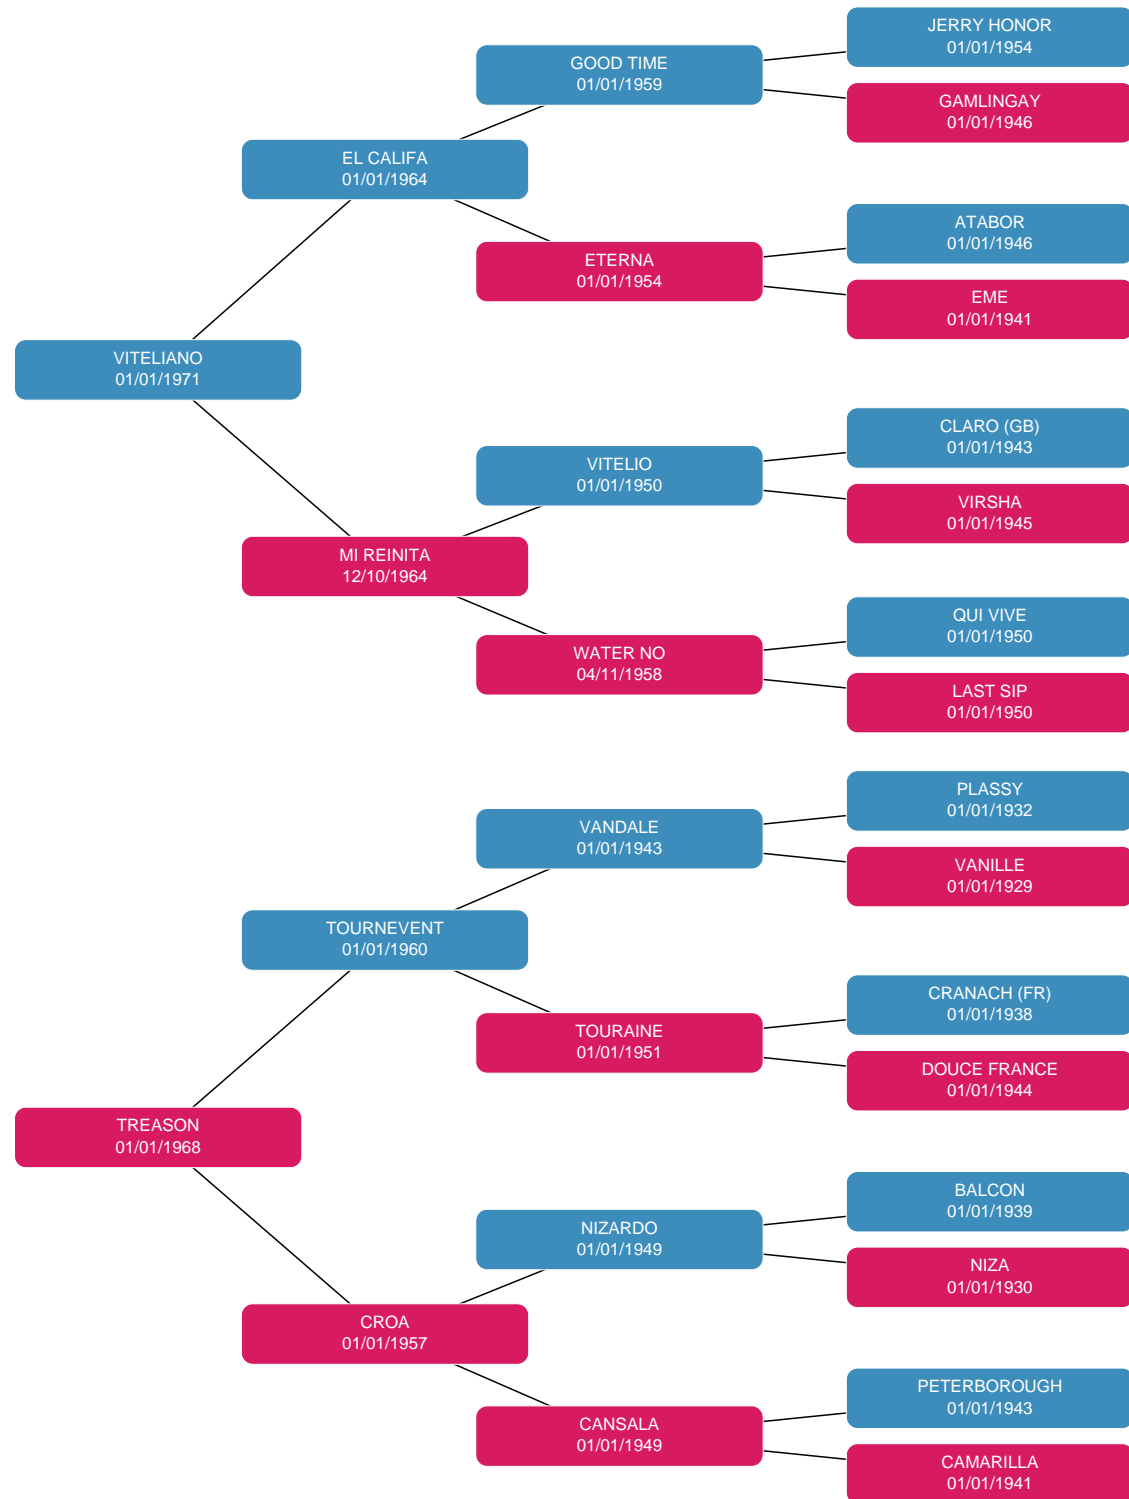 JERRY HONOR
01/01/1954
GOOD TIME
01/01/1959
GAMLINGAY
01/01/1946
EL CALIFA
01/01/1964
ATABOR
01/01/1946
ETERNA
01/01/1954
EME
01/01/1941
VITELIANO
01/01/1971
CLARO (GB)
01/01/1943
VITELIO
01/01/1950
VIRSHA
01/01/1945
MI REINITA
12/10/1964
QUI VIVE
01/01/1950
WATER NO
04/11/1958
LAST SIP
01/01/1950
PLASSY
01/01/1932
VANDALE
01/01/1943
VANILLE
01/01/1929
TOURNEVENT
01/01/1960
CRANACH (FR)
01/01/1938
TOURAINE
01/01/1951
DOUCE FRANCE
01/01/1944
TREASON
01/01/1968
BALCON
01/01/1939
NIZARDO
01/01/1949
NIZA
01/01/1930
CROA
01/01/1957
PETERBOROUGH
01/01/1943
CANSALA
01/01/1949
CAMARILLA
01/01/1941